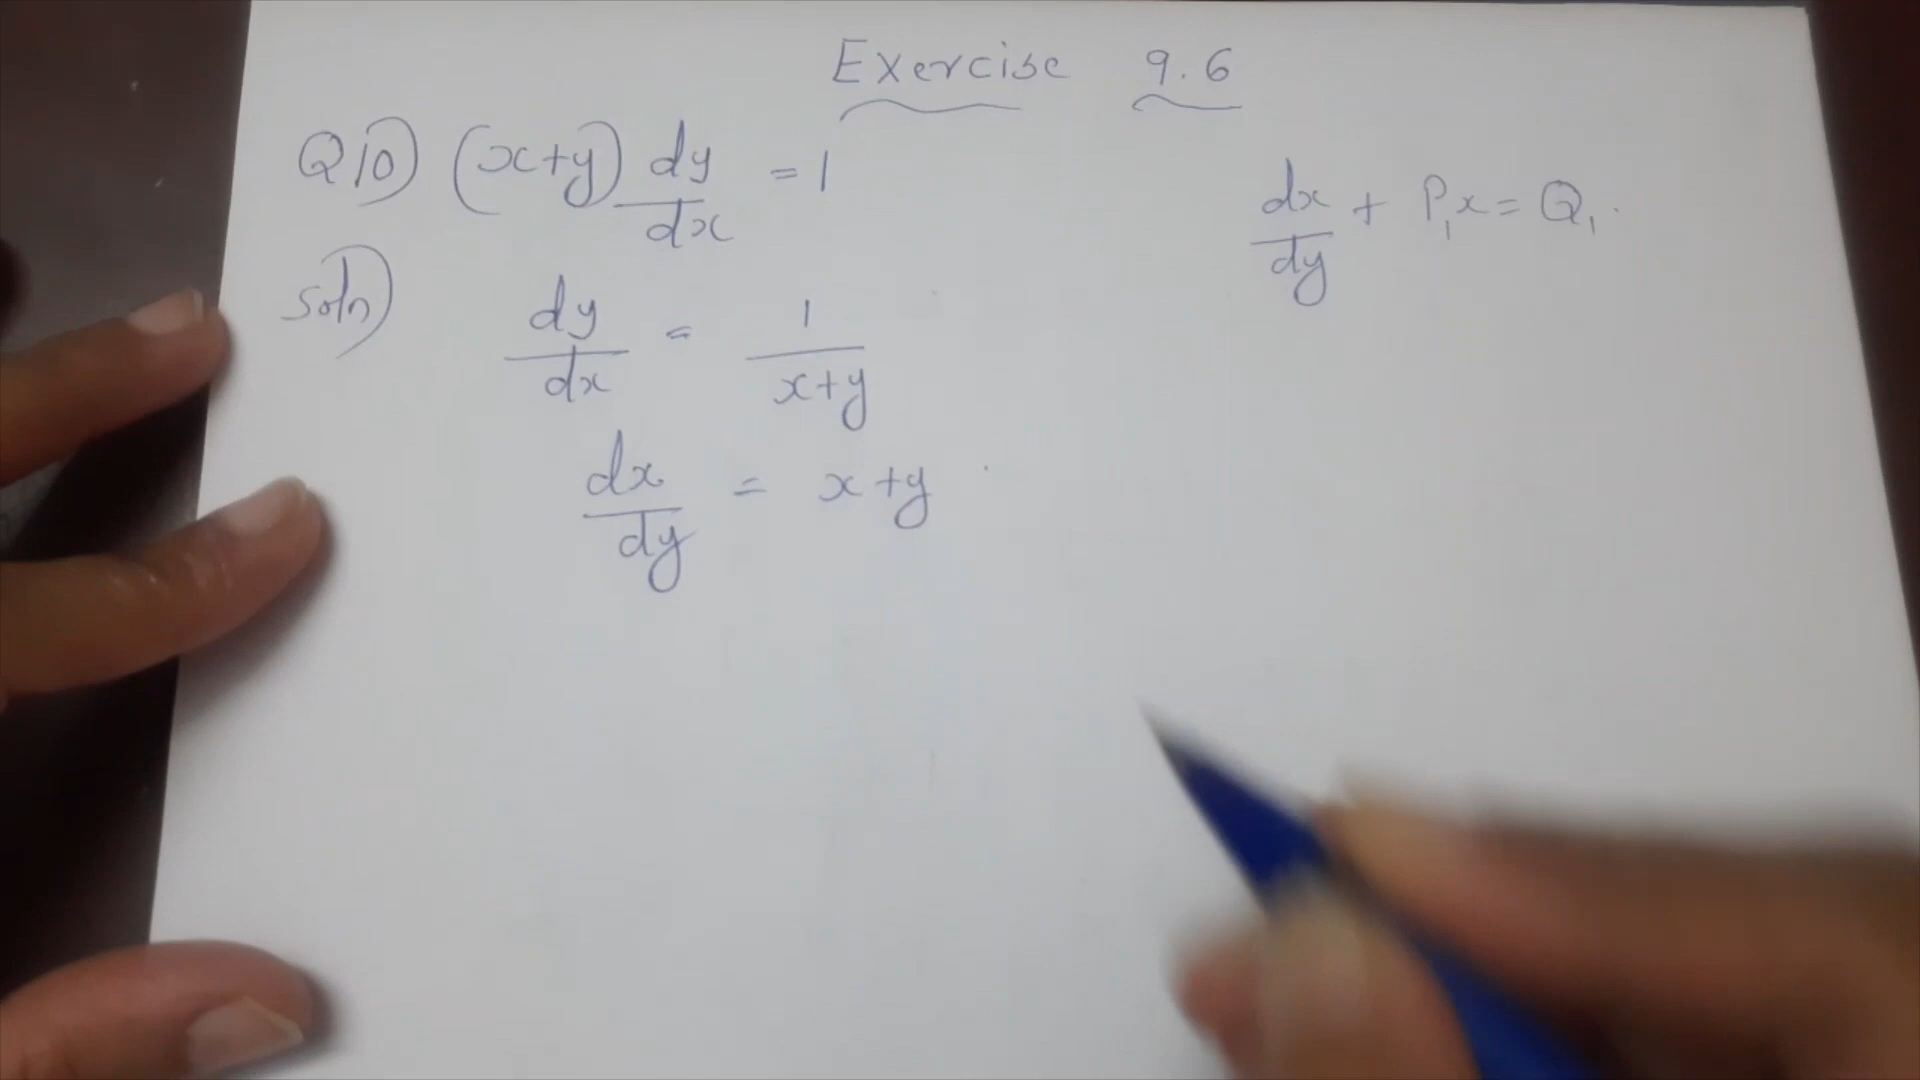 Exercise 9.6
Q10) (x+y) dy/dx = 1
dx/dy + P₁x = Q₁.
Soln) dy/dx = 1/x+y
dx/dy = x+y